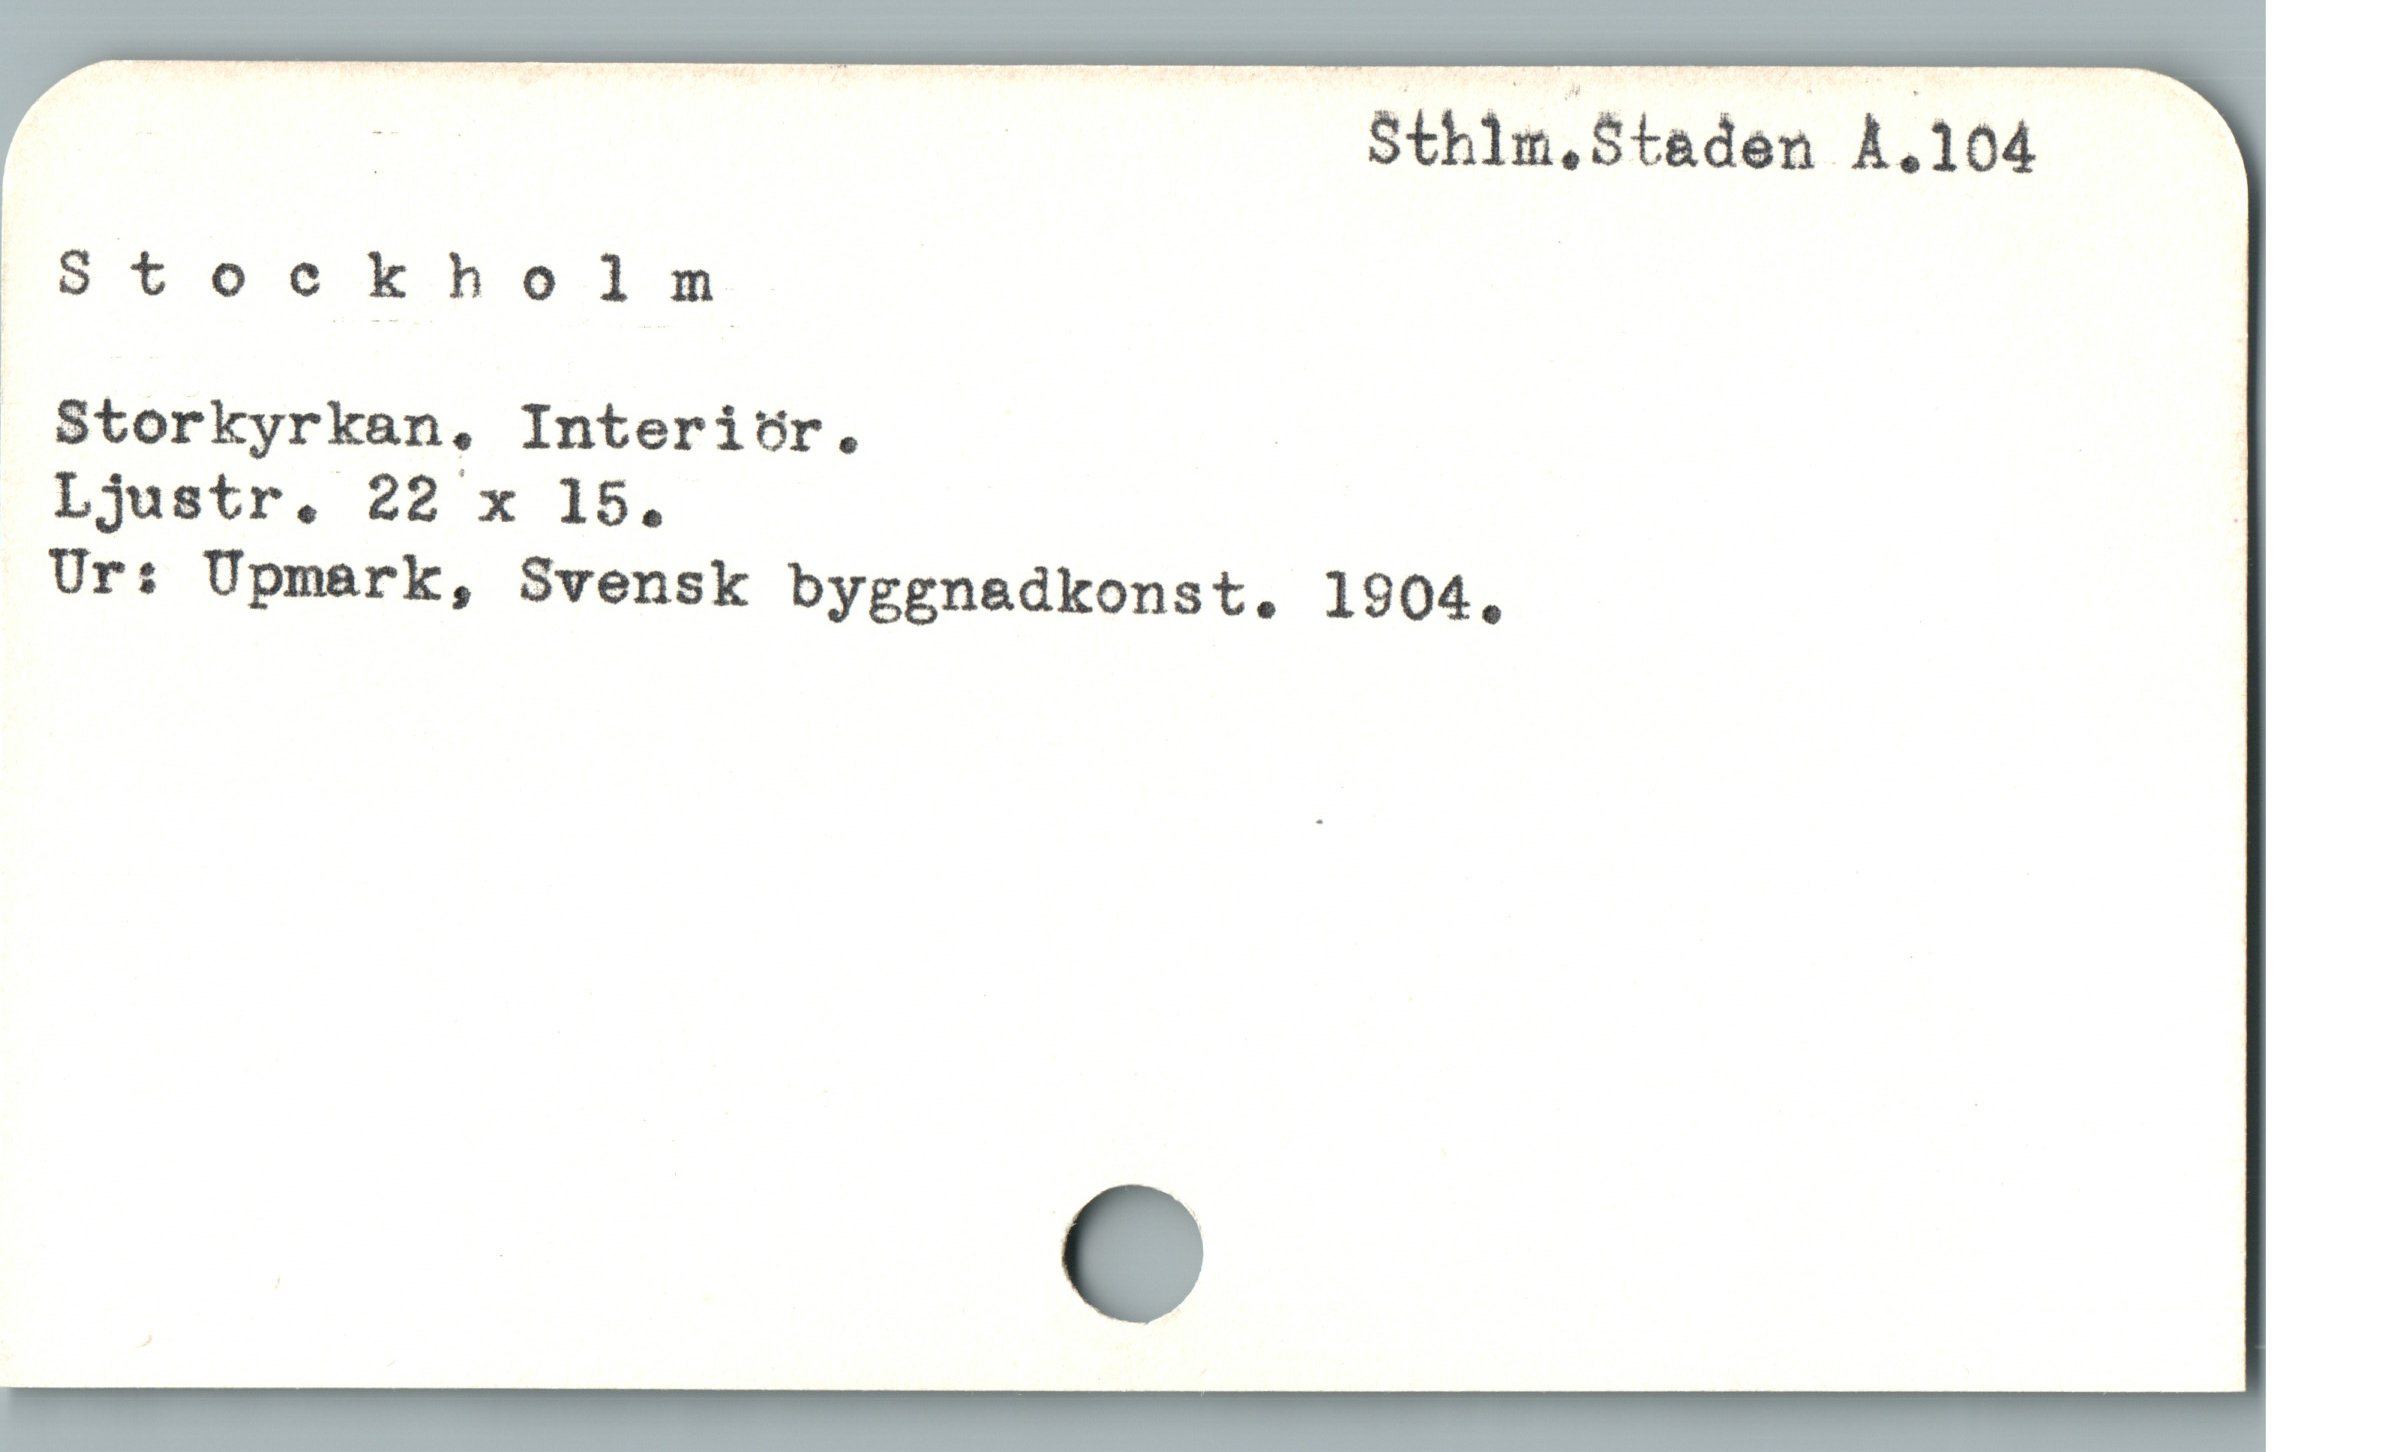 Sthlm.Staden A.104
S t o c k h o l m
Storkyrkan. Interiör.
Ljustr. 22 x 15.
Ur: Upmark, Svensk byggnadkonst. 1904.